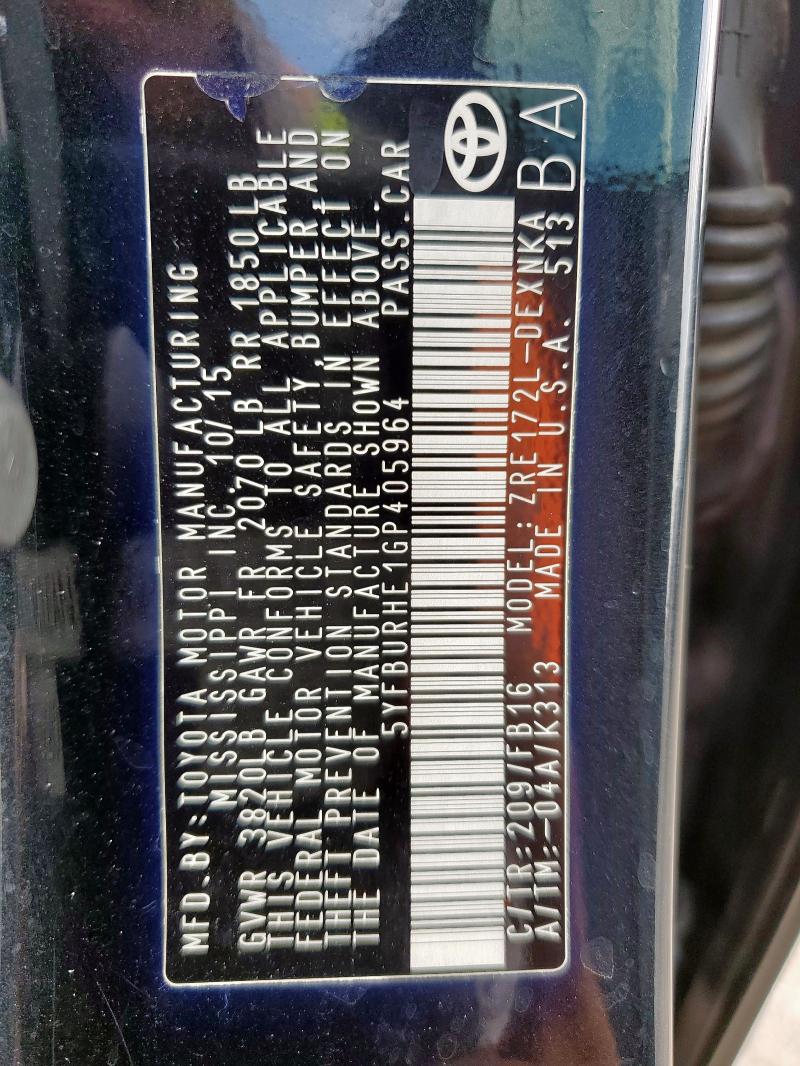 MFD.BY:TOYOTA MOTOR MANUFACTURING
MISSISSIPPI INC. 10/15
GVWR 3820LB GAWR FR 2070 LB RR 1850LB
THIS VEHICLE CONFORMS TO ALL APPLICABLE
FEDERAL MOTOR VEHICLE SAFETY,BUMPER AND
THEFT PREVENTION STANDARDS IN EFFECT ON
THE DATE OF MANUFACTURE SHOWN ABOVE.
5YFBURHE1GP405964 PASS.CAR
C/TR:209/FB16 MODEL:ZRE172L-DEXNKA
A/TM:-04A/K313 MADE IN U.S.A. 513
BA